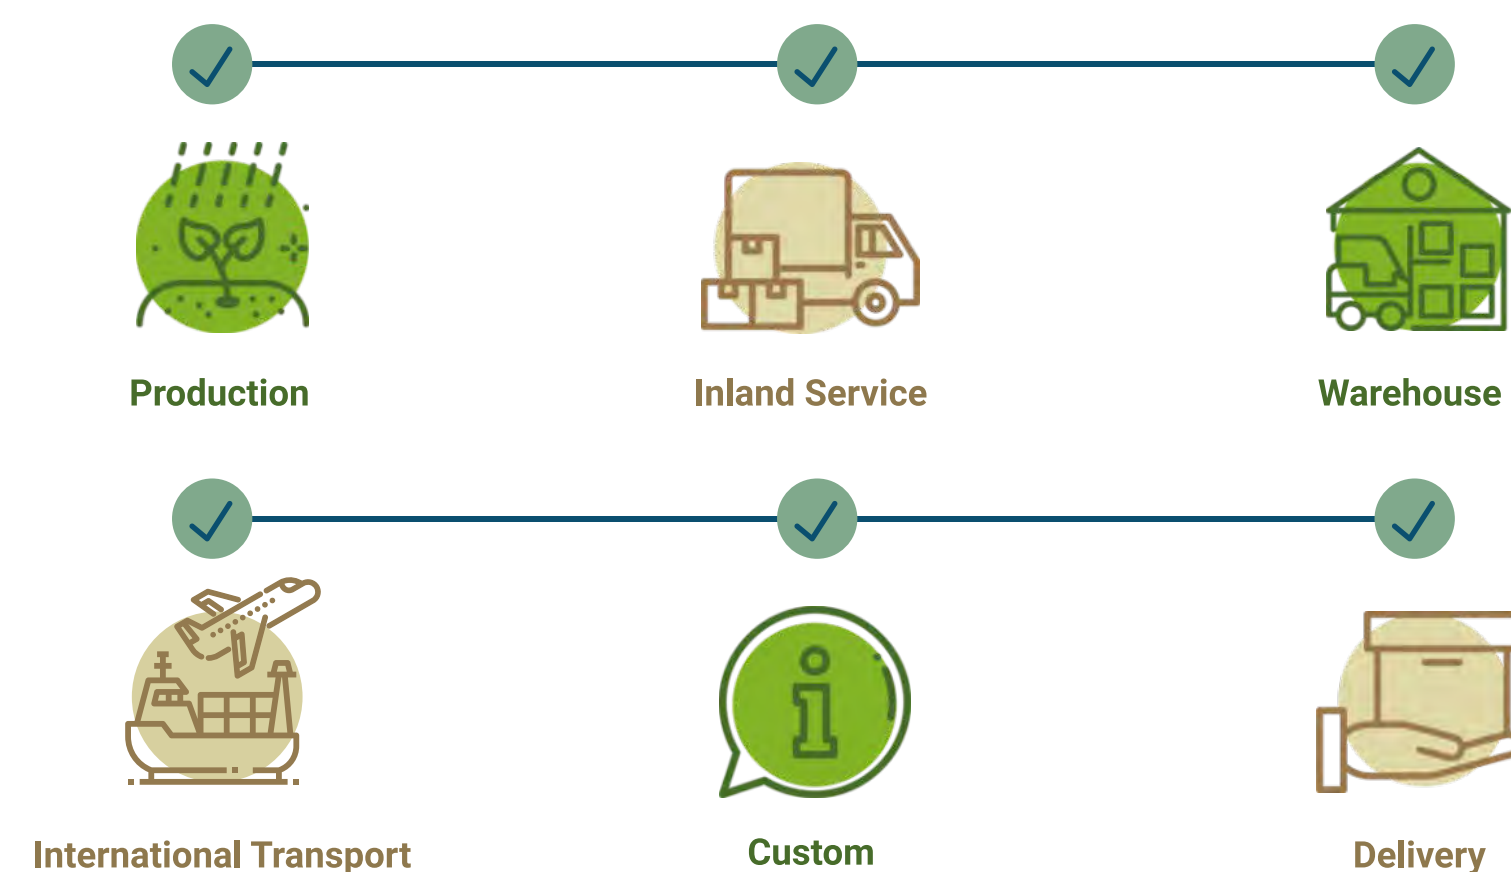 Production
Inland Service
Warehouse
International Transport
Custom
Delivery